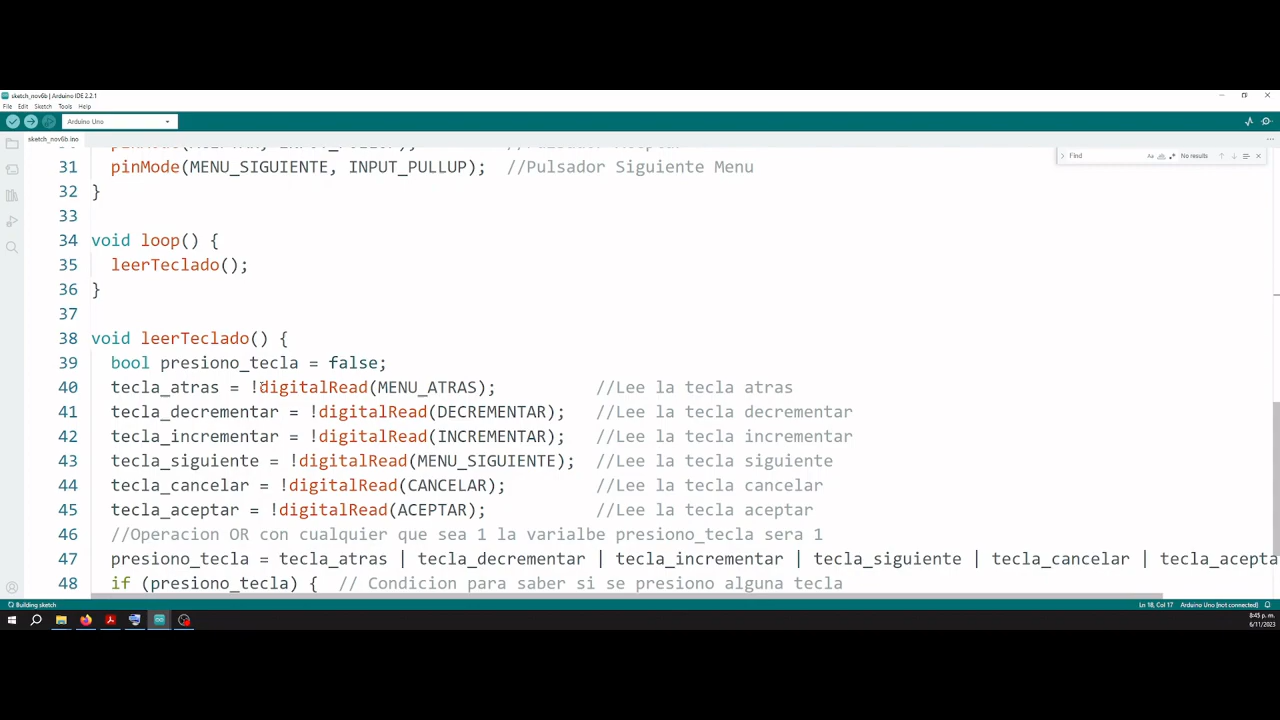 sketch_nov6b | Arduino IDE 2.2.1
File Edit Sketch Tools Help
Arduino Uno
sketch_nov6b.ino
Find
No results
31 pinMode(MENU_SIGUIENTE, INPUT_PULLUP); //Pulsador Siguiente Menu
32 }
33
34 void loop() {
35 leerTeclado();
36 }
37
38 void leerTeclado() {
39 bool presiono_tecla = false;
40 tecla_atras = !digitalRead(MENU_ATRAS); //Lee la tecla atras
41 tecla_decrementar = !digitalRead(DECREMENTAR); //Lee la tecla decrementar
42 tecla_incrementar = !digitalRead(INCREMENTAR); //Lee la tecla incrementar
43 tecla_siguiente = !digitalRead(MENU_SIGUIENTE); //Lee la tecla siguiente
44 tecla_cancelar = !digitalRead(CANCELAR); //Lee la tecla cancelar
45 tecla_aceptar = !digitalRead(ACEPTAR); //Lee la tecla aceptar
46 //Operacion OR con cualquier que sea 1 la varialbe presiono_tecla sera 1
47 presiono_tecla = tecla_atras | tecla_decrementar | tecla_incrementar | tecla_siguiente | tecla_cancelar | tecla_acepta
48 if (presiono_tecla) { // Condicion para saber si se presiono alguna tecla
Building sketch
Ln 18, Col 17 Arduino Uno [not connected]
8:45 p. m.
6/11/2023